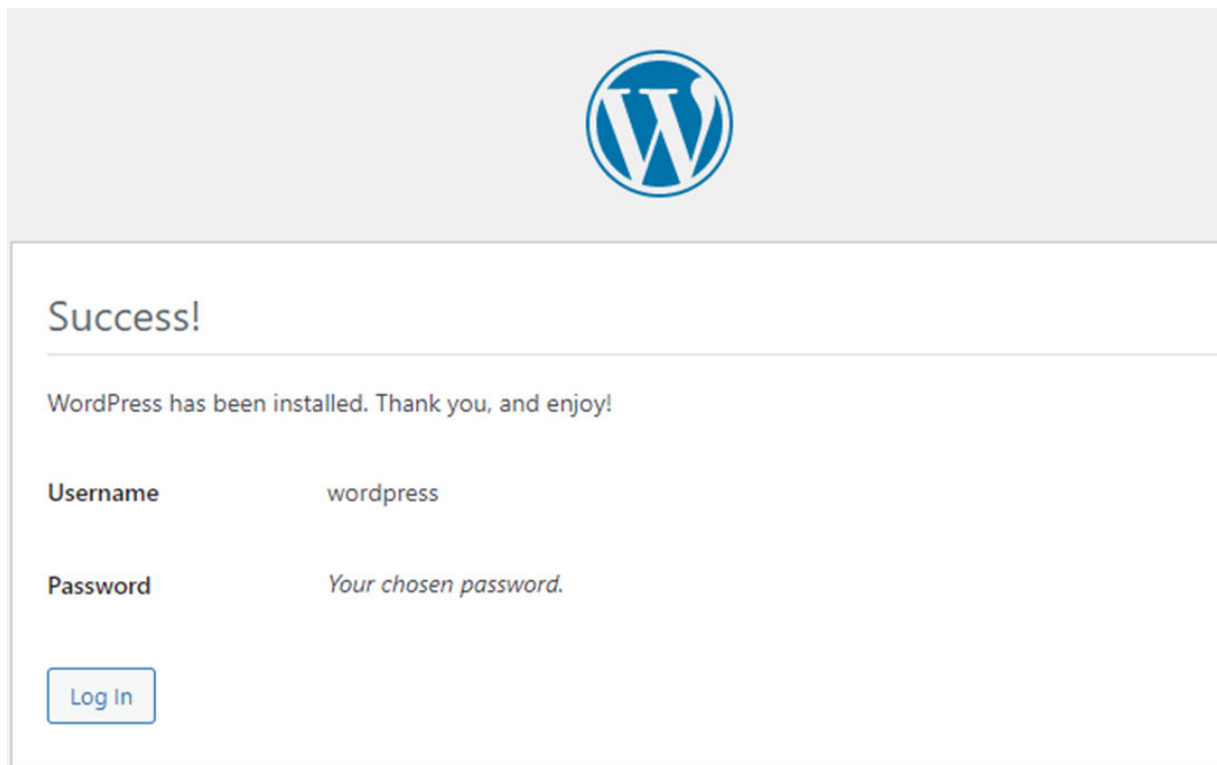 Success!
WordPress has been installed. Thank you, and enjoy!
Username wordpress
Password Your chosen password.
Log In